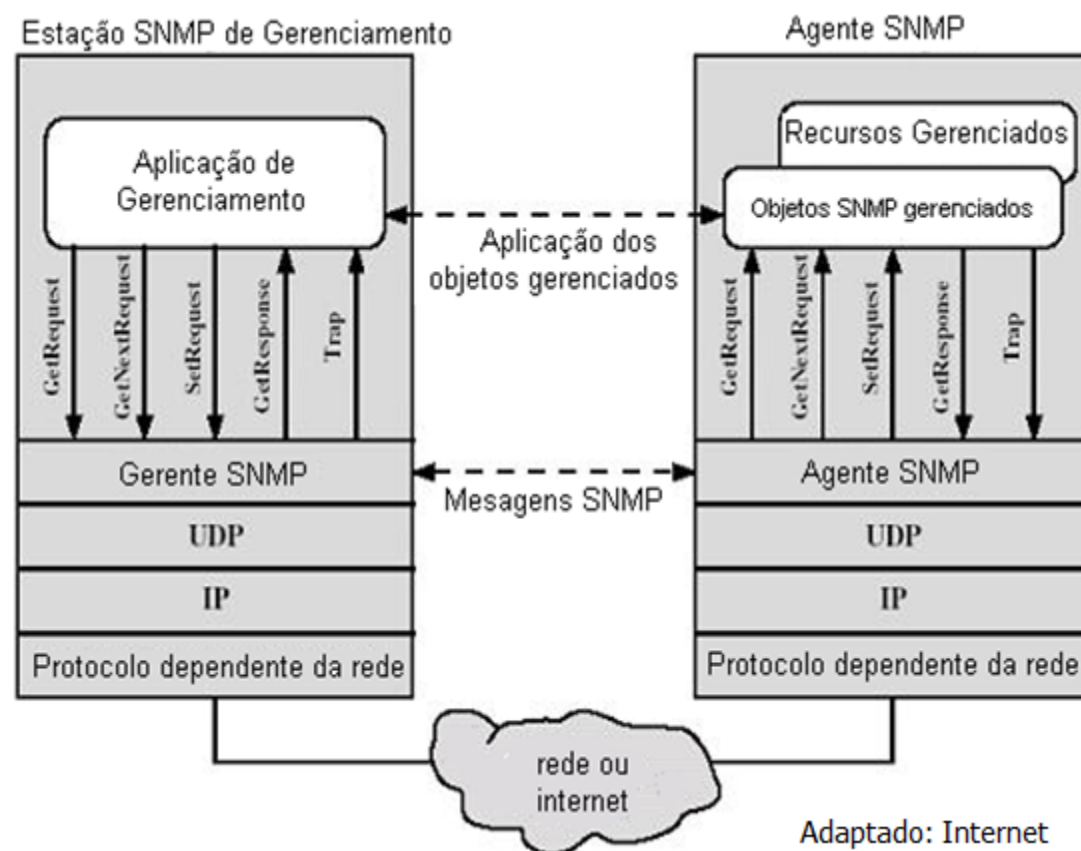 Estação SNMP de Gerenciamento
Agente SNMP
Aplicação de
Gerenciamento
Recursos Gerenciados
Objetos SNMP gerenciados
Aplicação dos
objetos gerenciados
GetRequest
GetNextRequest
SetRequest
GetResponse
Trap
GetRequest
GetNextRequest
SetRequest
GetResponse
Trap
Gerente SNMP
Mesagens SNMP
Agente SNMP
UDP
UDP
IP
IP
Protocolo dependente da rede
Protocolo dependente da rede
rede ou
internet
Adaptado: Internet